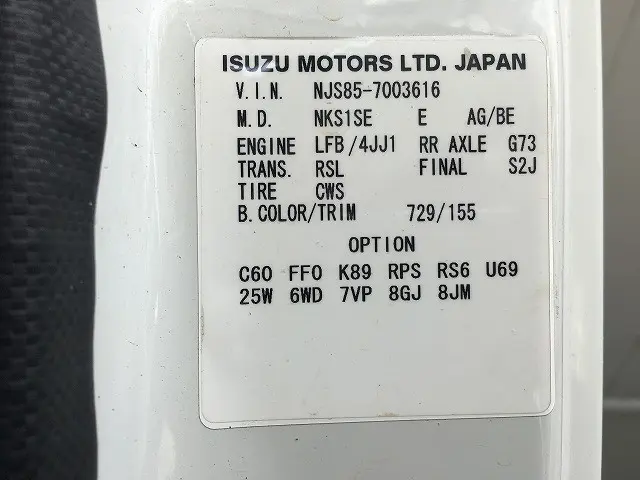 ISUZU MOTORS LTD. JAPAN
V.I.N. NJS85-7003616
M.D. NKS1SE E AG/BE
ENGINE LFB/4JJ1 RR AXLE G73
TRANS. RSL FINAL S2J
TIRE CWS
B.COLOR/TRIM 729/155
OPTION
C60 FF0 K89 RPS RS6 U69
25W 6WD 7VP 8GJ 8JM